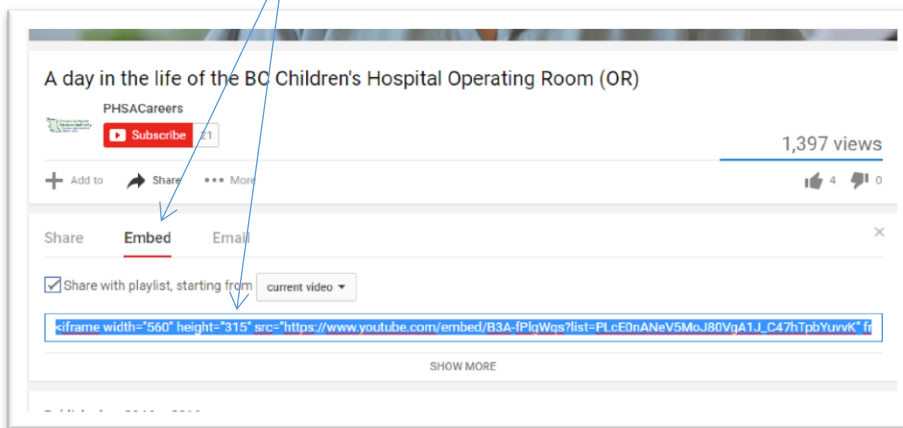 A day in the life of the BC Children's Hospital Operating Room (OR)
PHSACareers
Subscribe 21
1,397 views
Add to Share More
4 0
Share Embed Email
Share with playlist, starting from current video
<iframe width="560" height="315" src="https://www.youtube.com/embed/B3A-fPlgWqs?list=PLcE0nANeV5MoJ80VgA1J_C47hTpbYuvvK" fr
SHOW MORE